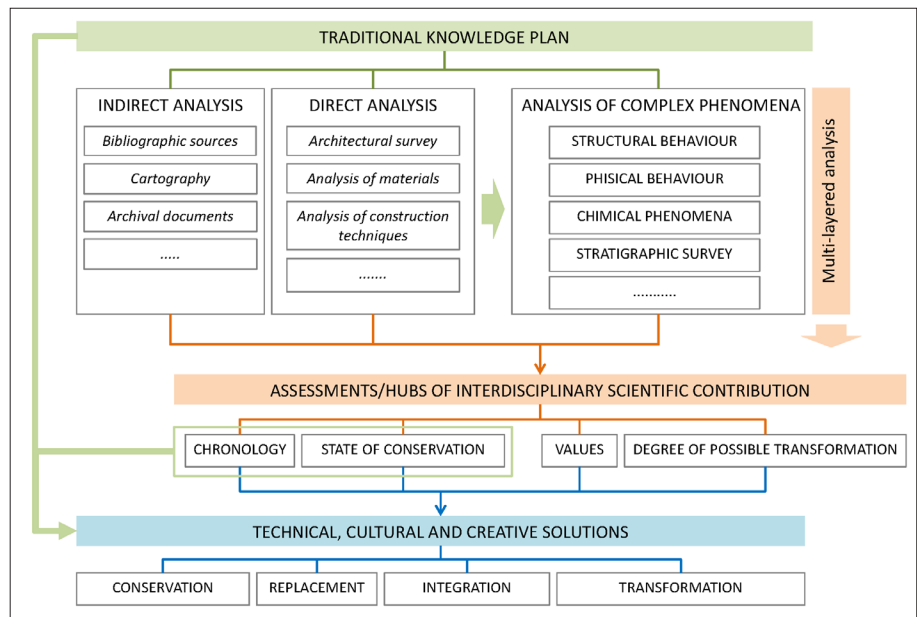 TRADITIONAL KNOWLEDGE PLAN
INDIRECT ANALYSIS
Bibliographic sources
Cartography
Archival documents
.....
DIRECT ANALYSIS
Architectural survey
Analysis of materials
Analysis of construction
techniques
.......
ANALYSIS OF COMPLEX PHENOMENA
STRUCTURAL BEHAVIOUR
PHISICAL BEHAVIOUR
CHIMICAL PHENOMENA
STRATIGRAPHIC SURVEY
...........
Multi-layered analysis
ASSESSMENTS/HUBS OF INTERDISCIPLINARY SCIENTIFIC CONTRIBUTION
CHRONOLOGY
STATE OF CONSERVATION
VALUES
DEGREE OF POSSIBLE TRANSFORMATION
TECHNICAL, CULTURAL AND CREATIVE SOLUTIONS
CONSERVATION
REPLACEMENT
INTEGRATION
TRANSFORMATION